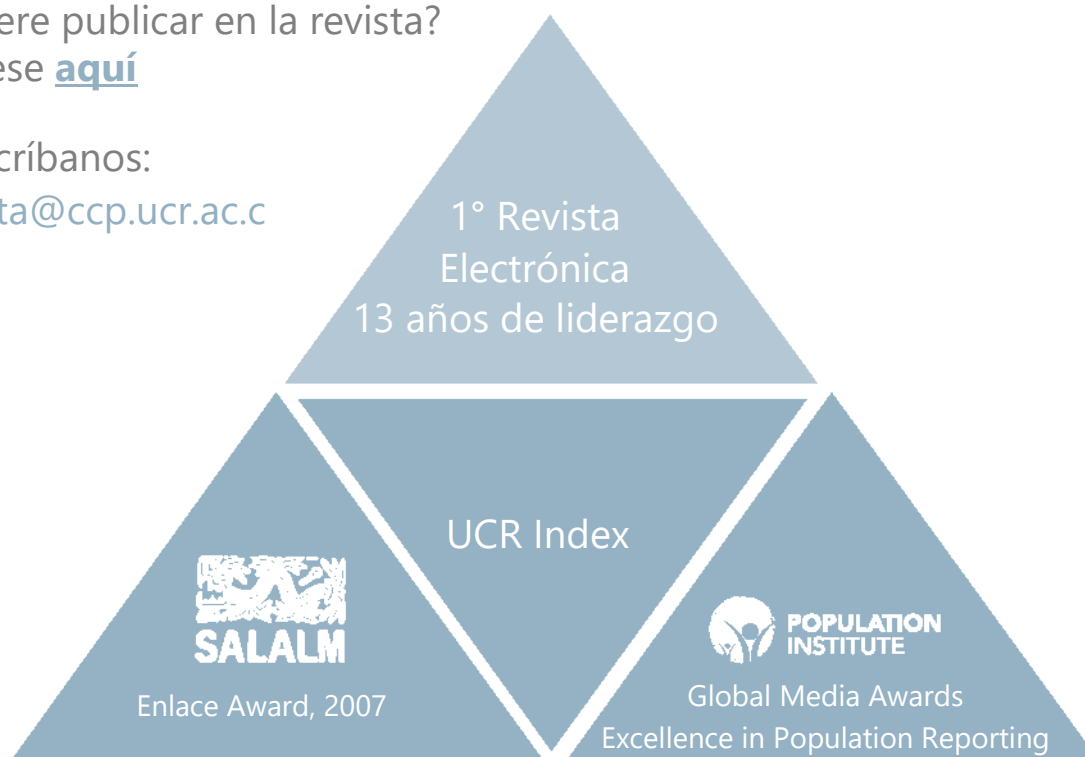 ere publicar en la revista?
ese aquí
críbanos:
ta@ccp.ucr.ac.c
1° Revista
Electrónica
13 años de liderazgo
UCR Index
SALALM
Enlace Award, 2007
POPULATION
INSTITUTE
Global Media Awards
Excellence in Population Reporting